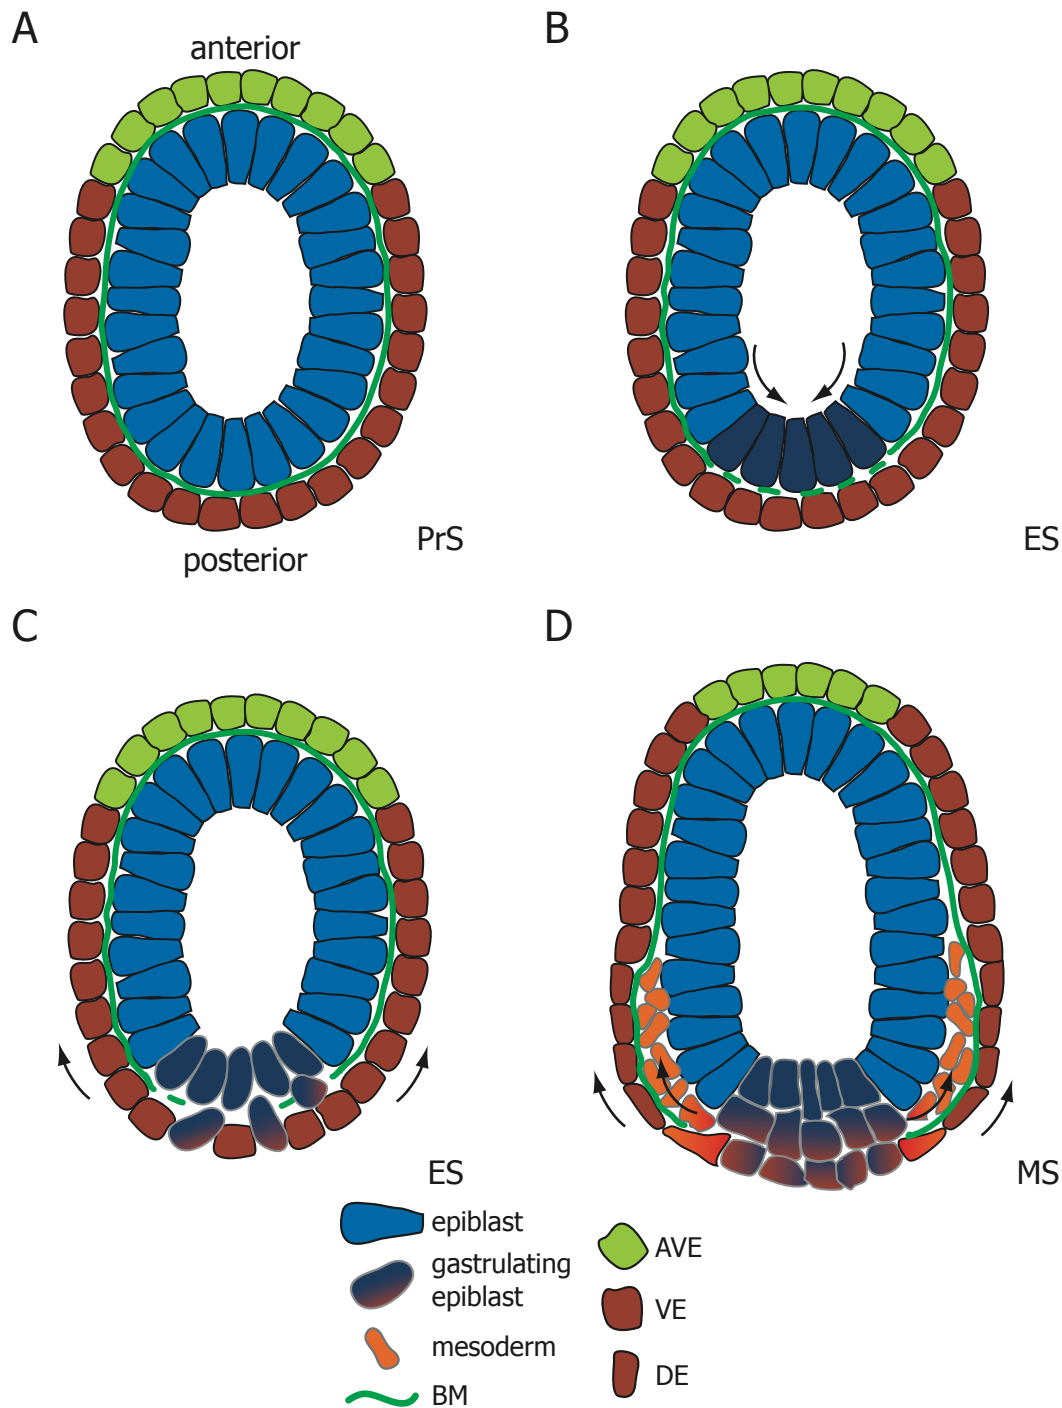 A
B
anterior
posterior
PrS
ES
C
D
ES
MS
epiblast
gastrulating
epiblast
mesoderm
BM
AVE
VE
DE